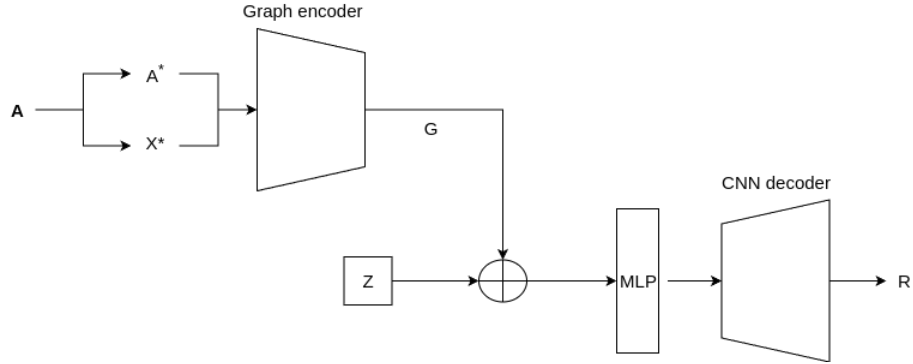 Graph encoder
A*
A
X*
G
CNN decoder
Z
MLP
R